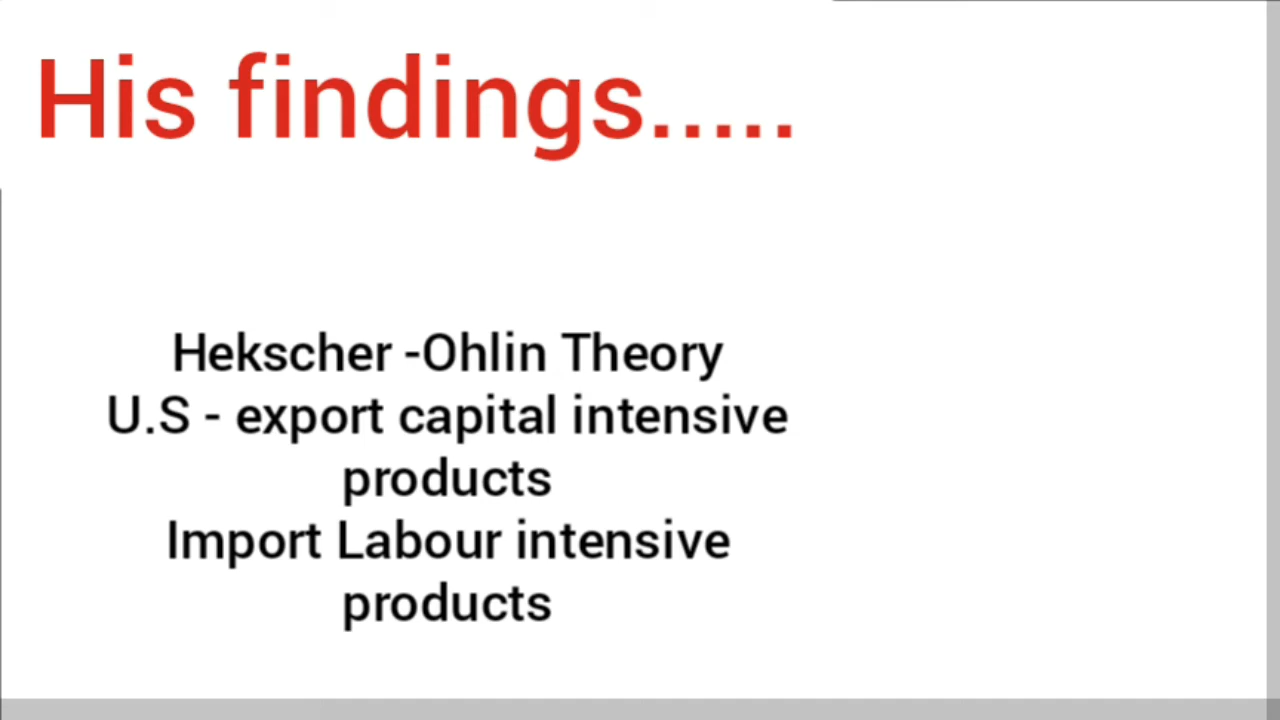 His findings.....
Hekscher -Ohlin Theory
U.S - export capital intensive
products
Import Labour intensive
products